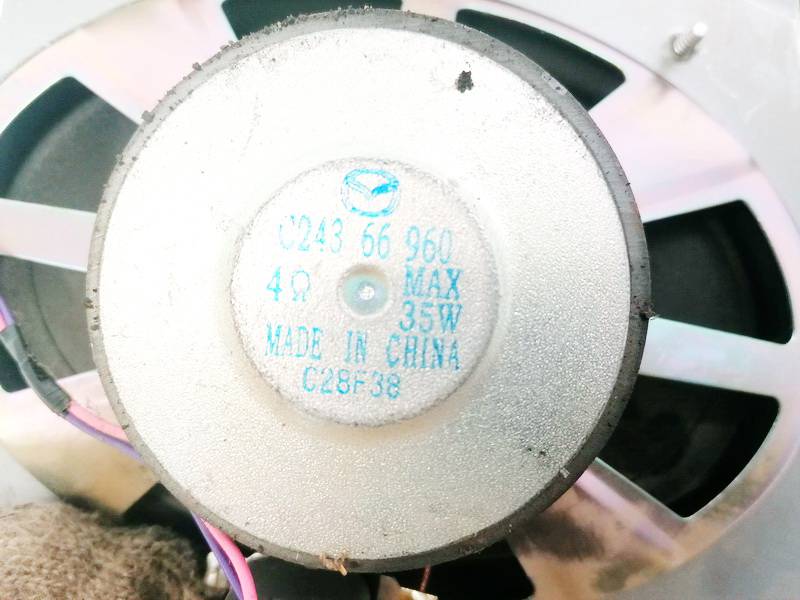 C243 66 960
4Ω MAX
35W
MADE IN CHINA
C28F38